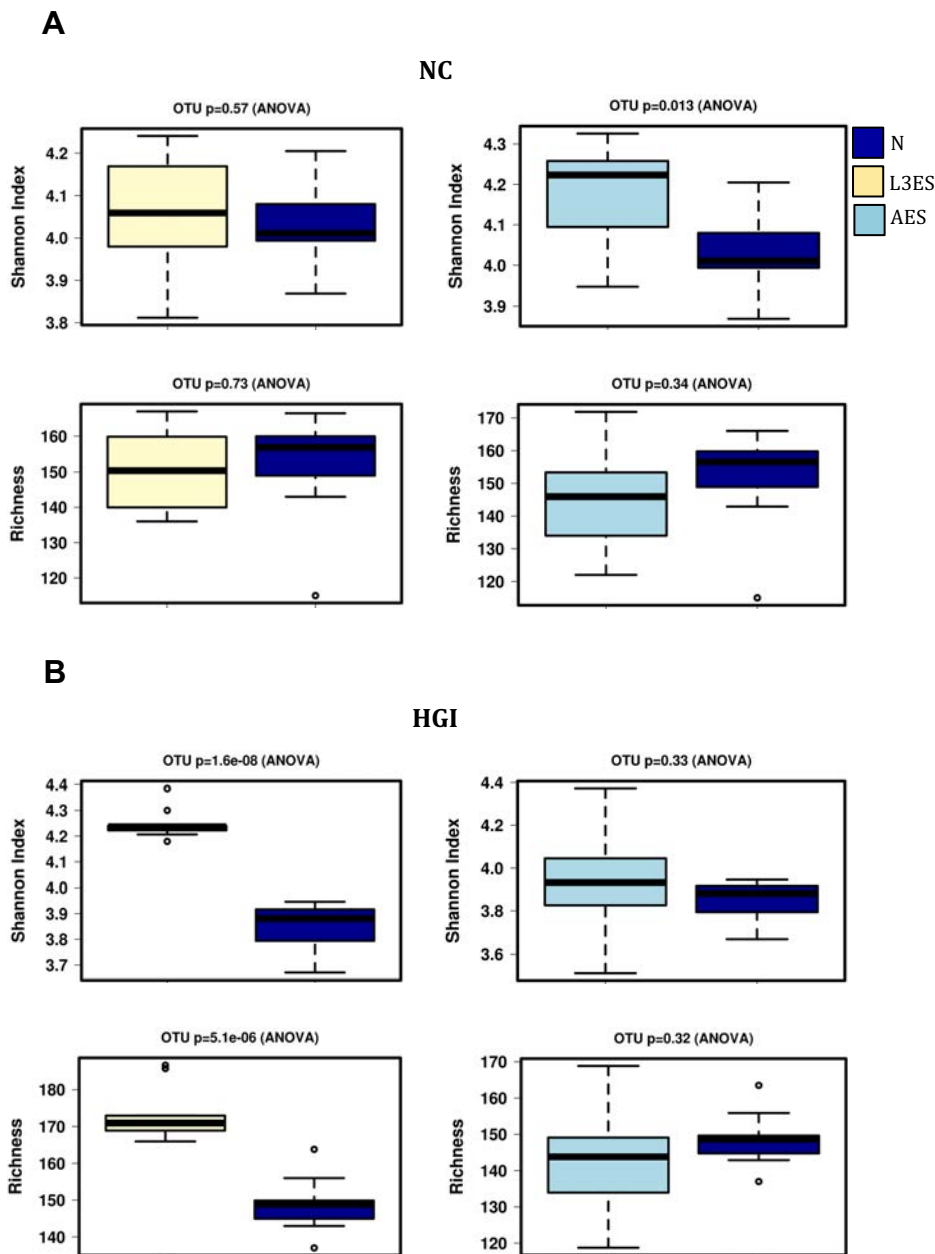 A
NC
OTU p=0.57 (ANOVA)
Shannon Index
4.2
4.1
4.0
3.9
3.8
OTU p=0.013 (ANOVA)
Shannon Index
4.3
4.2
4.1
4.0
3.9
N
L3ES
AES
OTU p=0.73 (ANOVA)
Richness
160
150
140
130
120
OTU p=0.34 (ANOVA)
Richness
170
160
150
140
130
120
B
HGI
OTU p=1.6e-08 (ANOVA)
Shannon Index
4.4
4.3
4.2
4.1
4.0
3.9
3.8
3.7
OTU p=0.33 (ANOVA)
Shannon Index
4.4
4.2
4.0
3.8
3.6
OTU p=5.1e-06 (ANOVA)
Richness
180
170
160
150
140
OTU p=0.32 (ANOVA)
Richness
170
160
150
140
130
120